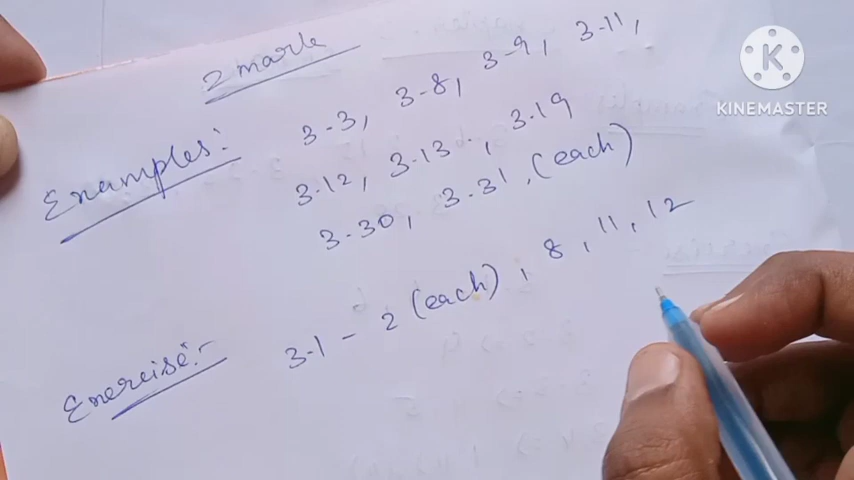 2 mark
Examples:- 3-3, 3-8, 3-9, 3-11,
3-12, 3-13, 3-19
3-30, 3-31, (each)
Exercise:- 3.1 - 2 (each), 8, 11, 12
K
KINEMASTER